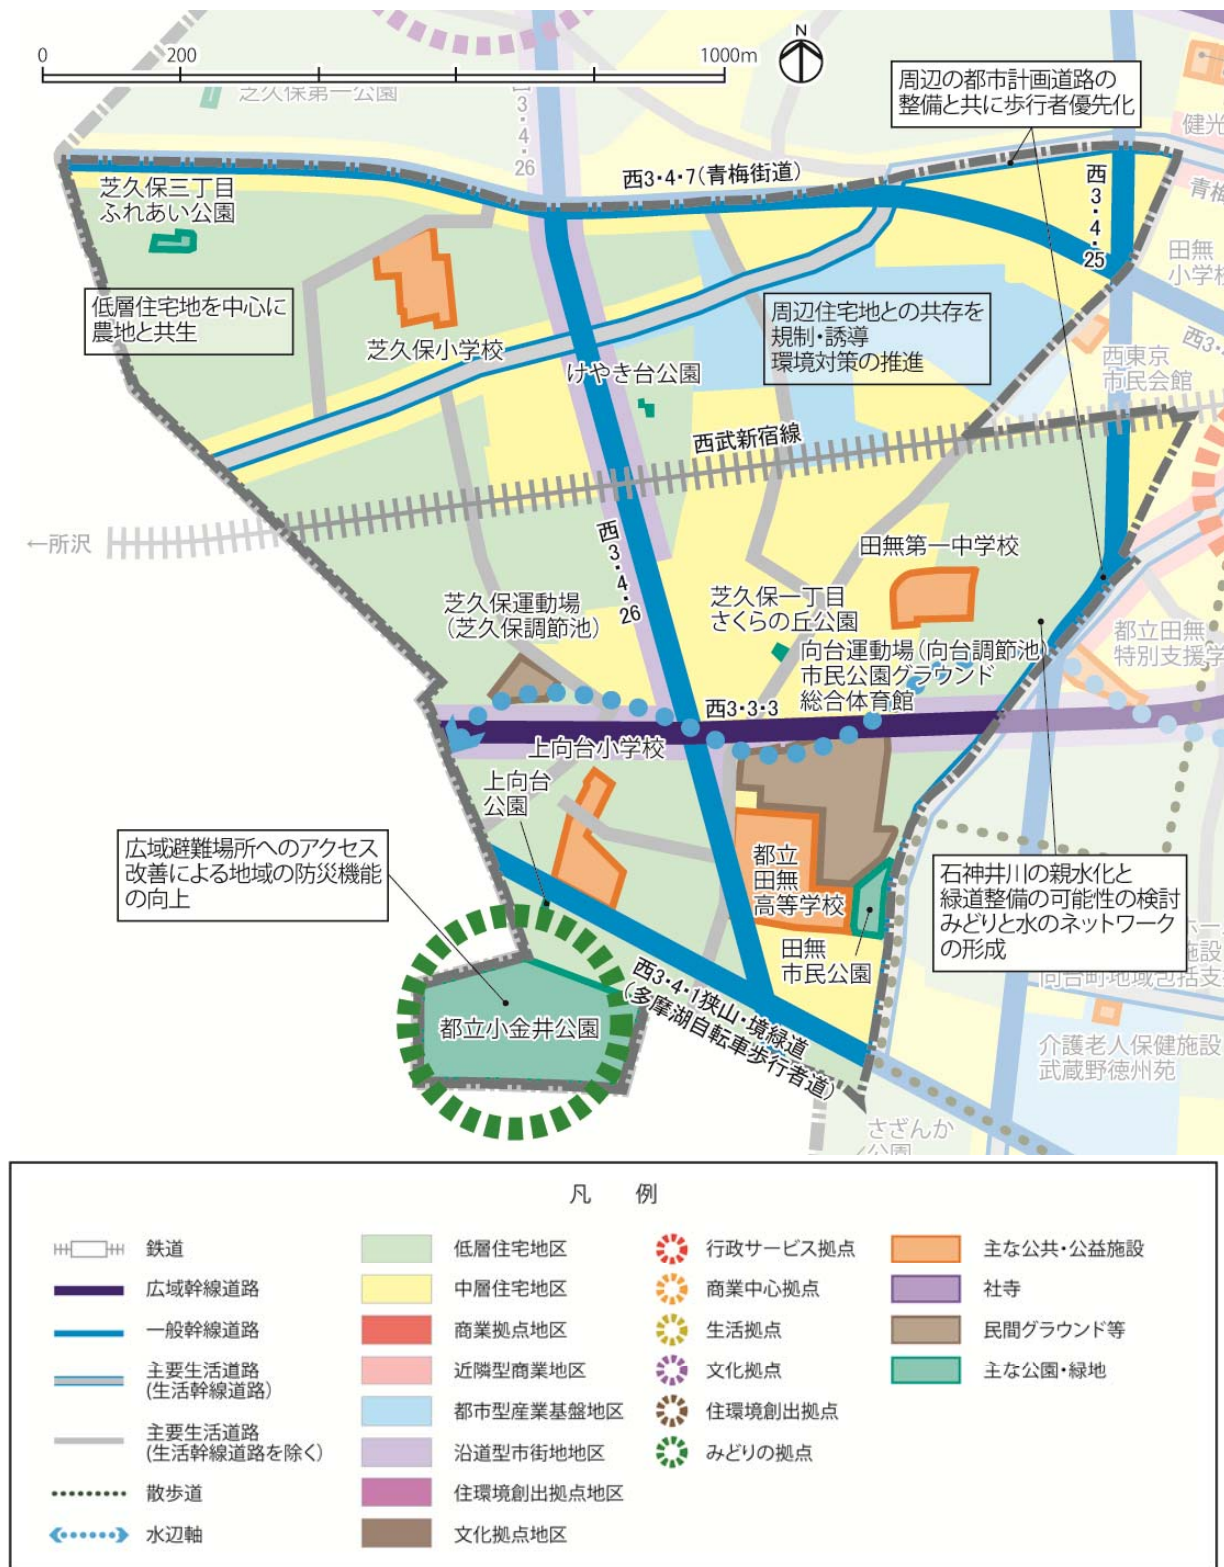 0
200
1000m
N
芝久保第一公園
西3・4・26
周辺の都市計画道路の
整備と共に歩行者優先化
健光
青梅
西3・4・7(青梅街道)
西3・4・25
田無
小学校
芝久保三丁目
ふれあい公園
低層住宅地を中心に
農地と共生
芝久保小学校
周辺住宅地との共存を
規制・誘導
環境対策の推進
けやき台公園
西東京
市民会館
西3・
西武新宿線
←所沢
西3・4・26
田無第一中学校
芝久保運動場
(芝久保調節池)
芝久保一丁目
さくらの丘公園
向台運動場(向台調節池)
市民公園グラウンド
総合体育館
都立田無
特別支援学
西3・3・3
上向台小学校
上向台
公園
広域避難場所へのアクセス
改善による地域の防災機能
の向上
都立
田無
高等学校
田無
市民公園
石神井川の親水化と
緑道整備の可能性の検討
みどりと水のネットワーク
の形成
ホー
施設
向台町地域包括支
西3・4・1狭山・境緑道
(多摩湖自転車歩行者道)
都立小金井公園
介護老人保健施設
武蔵野徳州苑
さざんか
公園
凡 例
鉄道
広域幹線道路
一般幹線道路
主要生活道路
(生活幹線道路)
主要生活道路
(生活幹線道路を除く)
散歩道
水辺軸
低層住宅地区
中層住宅地区
商業拠点地区
近隣型商業地区
都市型産業基盤地区
沿道型市街地地区
住環境創出拠点地区
文化拠点地区
行政サービス拠点
商業中心拠点
生活拠点
文化拠点
住環境創出拠点
みどりの拠点
主な公共・公益施設
社寺
民間グラウンド等
主な公園・緑地